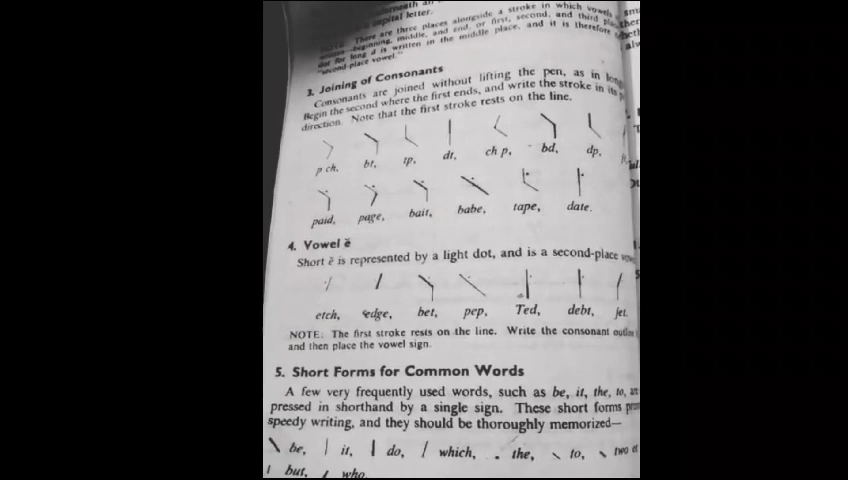 capital letter.
NOTE: There are three places alongside a stroke in which vowels
written—beginning, middle, and end, or first, second, and third
dot for long ā is written in the middle place, and it is therefore
"second-place vowel."
3. Joining of Consonants
Consonants are joined without lifting the pen, as in
Begin the second where the first ends, and write the stroke in its
direction. Note that the first stroke rests on the line.
p ch, bt, tp, dt, ch p, bd, dp,
paid, page, bait, babe, tape, date.
4. Vowel ĕ
Short ĕ is represented by a light dot, and is a second-place
etch, edge, bet, pep, Ted, debt, jet.
NOTE: The first stroke rests on the line. Write the consonant
and then place the vowel sign.
5. Short Forms for Common Words
A few very frequently used words, such as be, it, the, to,
pressed in shorthand by a single sign. These short forms
speedy writing, and they should be thoroughly memorized—
be, it, do, which, the, to, two
but, who